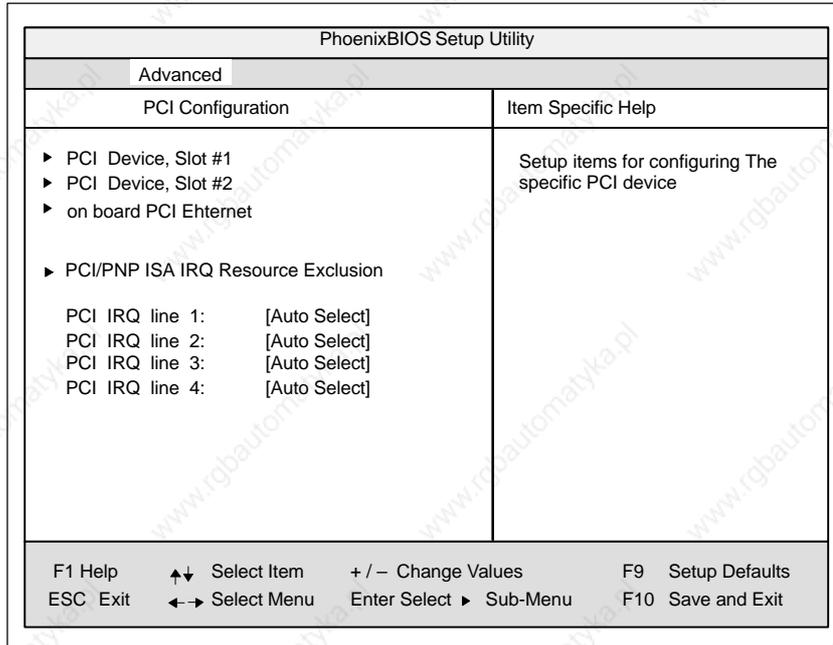 PhoenixBIOS Setup Utility
Advanced
PCI Configuration
Item Specific Help
PCI Device, Slot #1
PCI Device, Slot #2
on board PCI Ehternet
PCI/PNP ISA IRQ Resource Exclusion
PCI IRQ line 1: [Auto Select]
PCI IRQ line 2: [Auto Select]
PCI IRQ line 3: [Auto Select]
PCI IRQ line 4: [Auto Select]
Setup items for configuring The
specific PCI device
F1 Help Select Item + / – Change Values F9 Setup Defaults
ESC Exit Select Menu Enter Select Sub-Menu F10 Save and Exit
www.rgbautomatyka.pl